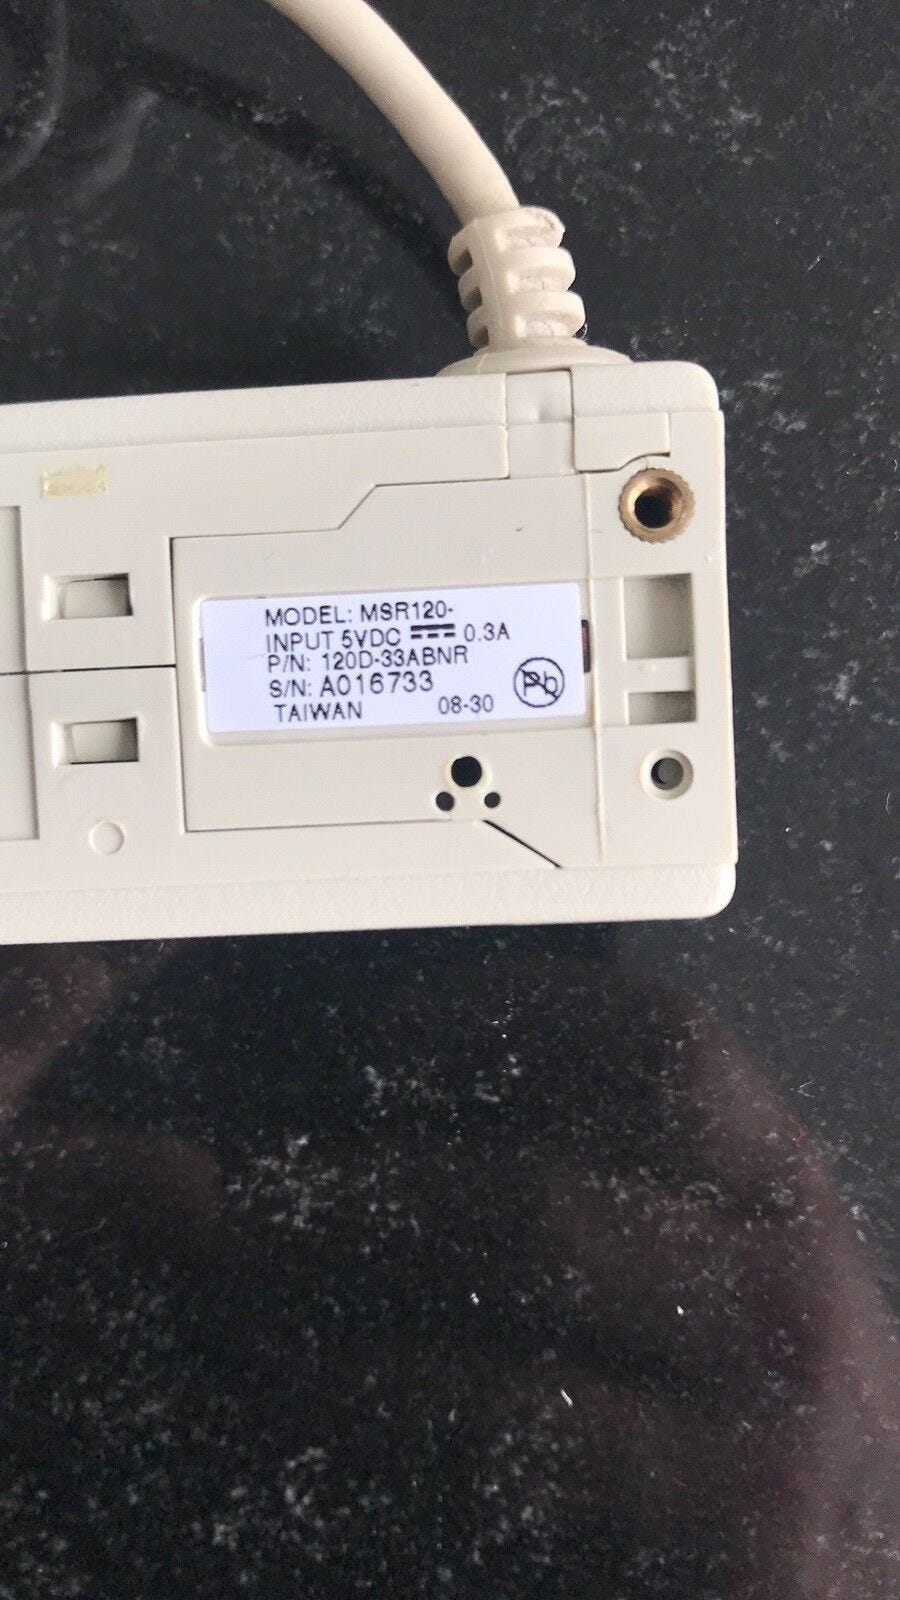 MODEL: MSR120-
INPUT 5VDC 0.3A
P/N: 120D-33ABNR
S/N: A016733
TAIWAN 08-30
Pb